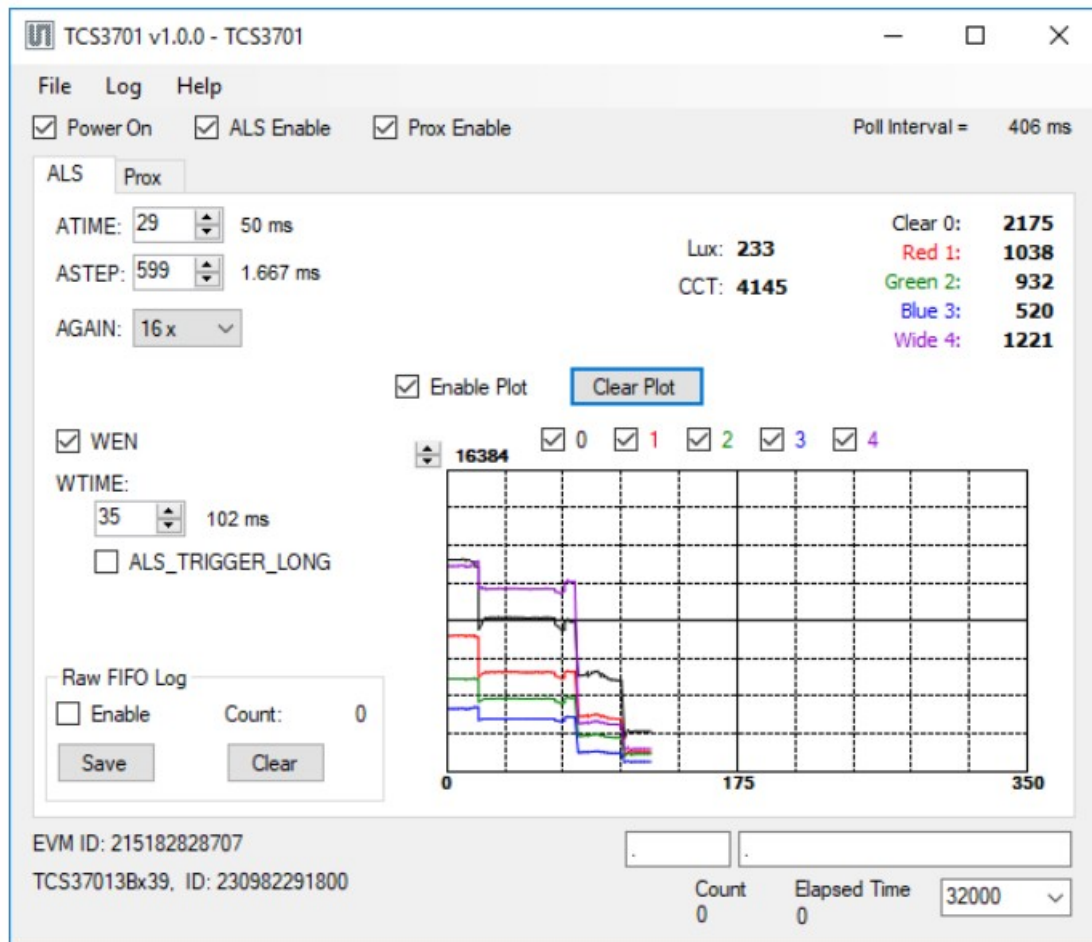 TCS3701 v1.0.0 - TCS3701
File Log Help
Power On ALS Enable Prox Enable Poll Interval = 406 ms
ALS Prox
ATIME: 29 50 ms
ASTEP: 599 1.667 ms
AGAIN: 16 x
Lux: 233
CCT: 4145
Clear 0: 2175
Red 1: 1038
Green 2: 932
Blue 3: 520
Wide 4: 1221
Enable Plot Clear Plot
WEN
WTIME:
35 102 ms
ALS_TRIGGER_LONG
16384 0 1 2 3 4
0 175 350
Raw FIFO Log
Enable Count: 0
Save Clear
EVM ID: 215182828707
TCS37013Bx39, ID: 230982291800
. .
Count Elapsed Time 32000
0 0